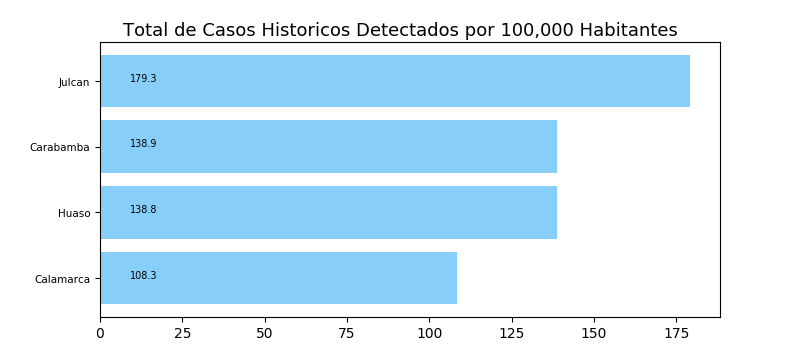 Total de Casos Historicos Detectados por 100,000 Habitantes
Julcan
179.3
Carabamba
138.9
Huaso
138.8
Calamarca
108.3
0 25 50 75 100 125 150 175